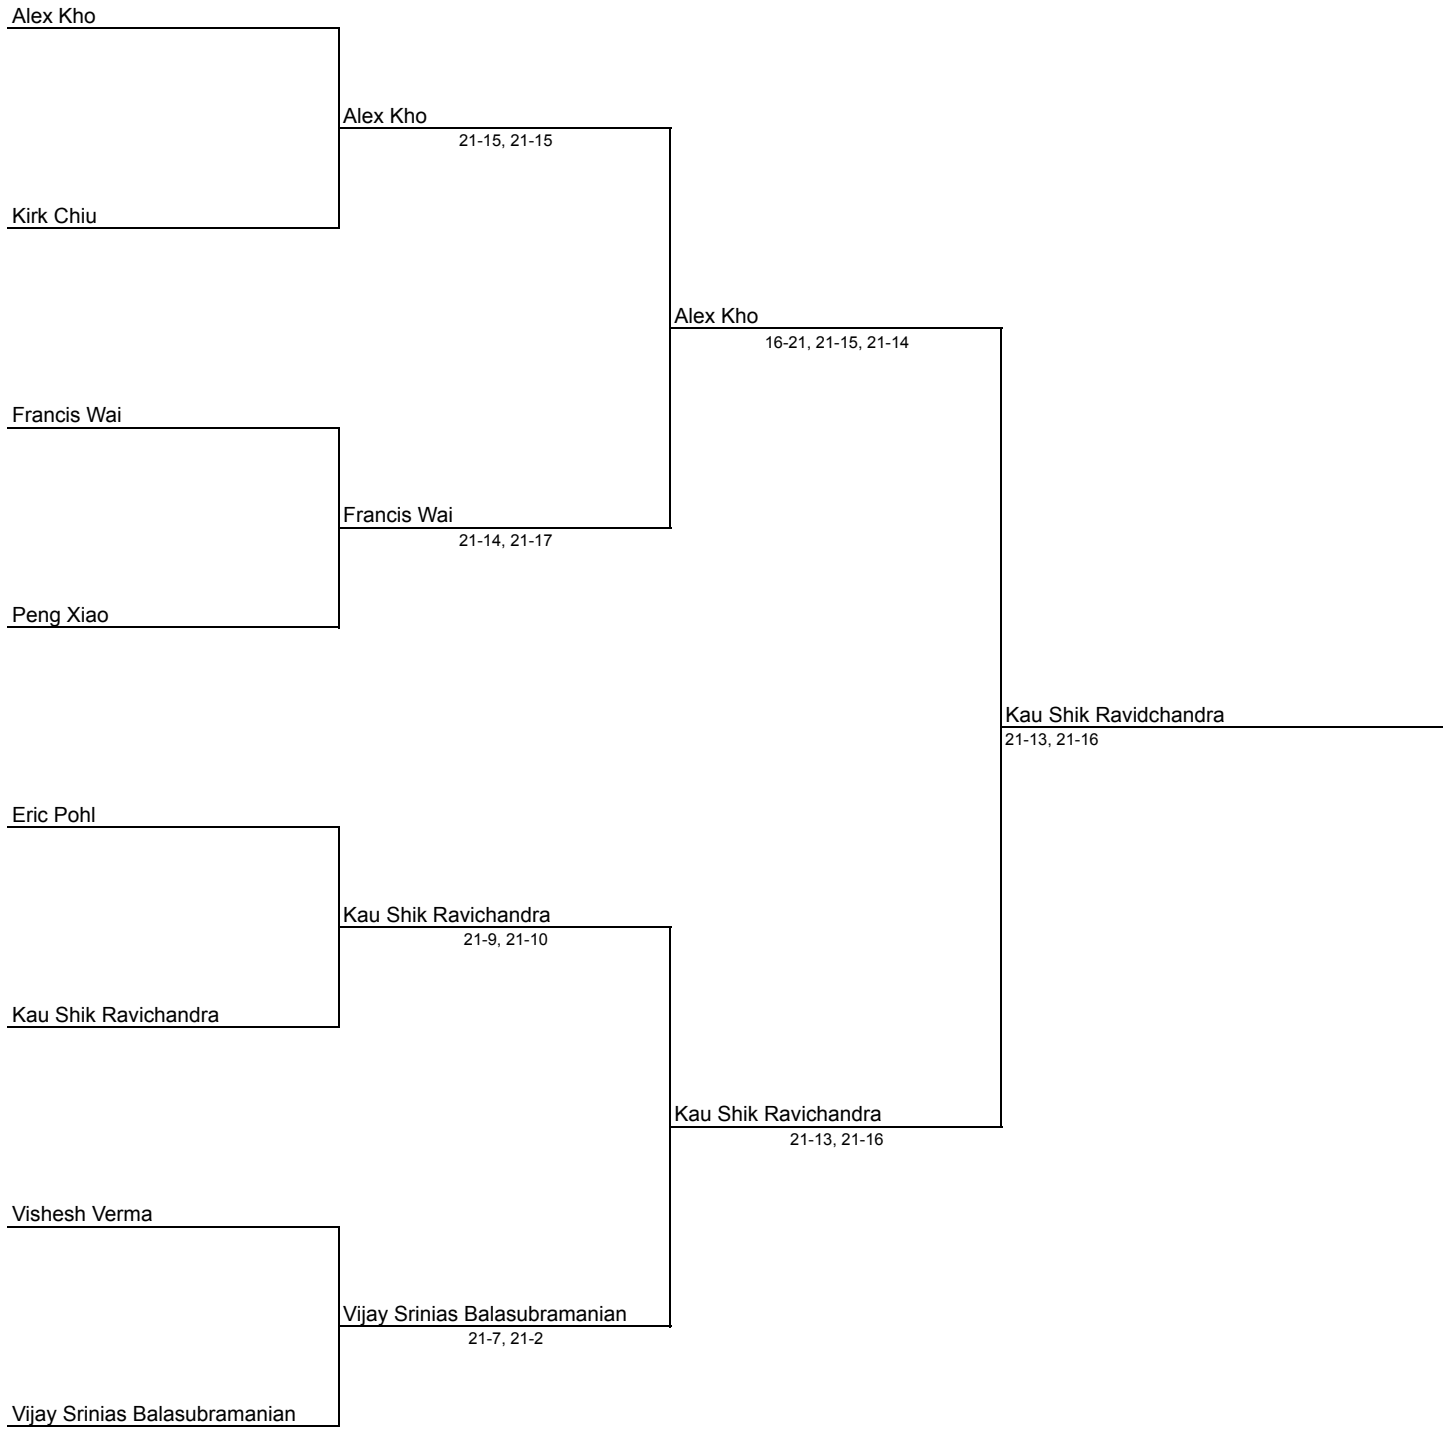 Alex Kho
Alex Kho
21-15, 21-15
Kirk Chiu
Alex Kho
16-21, 21-15, 21-14
Francis Wai
Francis Wai
21-14, 21-17
Peng Xiao
Kau Shik Ravidchandra
21-13, 21-16
Eric Pohl
Kau Shik Ravichandra
21-9, 21-10
Kau Shik Ravichandra
Kau Shik Ravichandra
21-13, 21-16
Vishesh Verma
Vijay Srinias Balasubramanian
21-7, 21-2
Vijay Srinias Balasubramanian